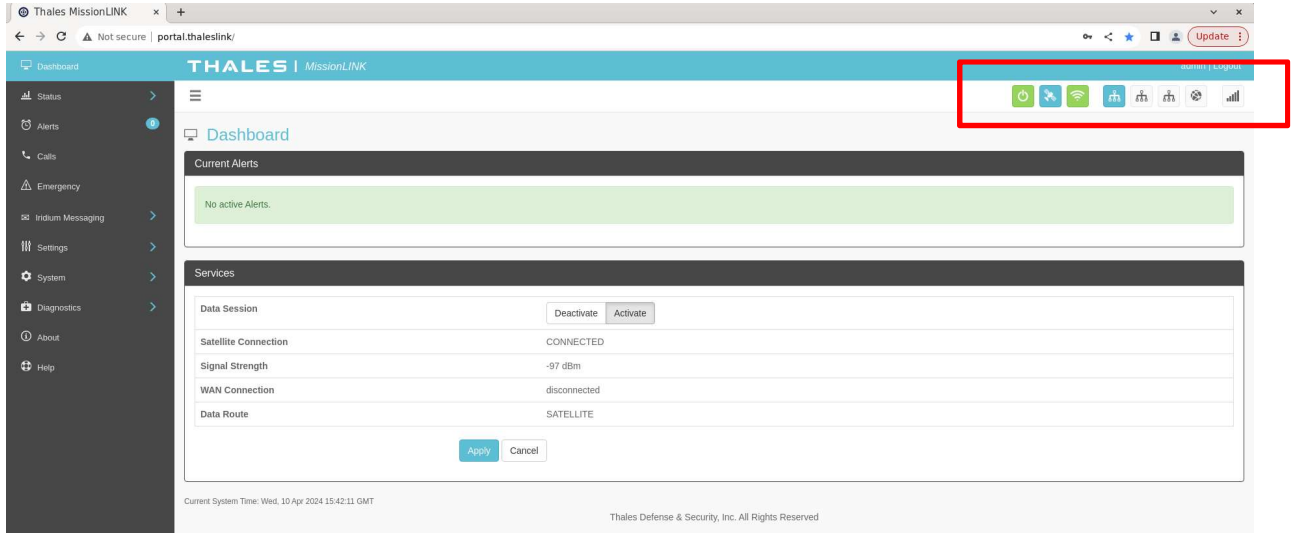 Thales MissionLINK × +
Not secure | portal.thaleslink/ Update
Dashboard THALES | MissionLINK admin | Logout
Status
Alerts 0
Dashboard
Calls
Current Alerts
Emergency
No active Alerts.
Iridium Messaging
Settings
System
Services
Diagnostics
Data Session Deactivate Activate
About
Satellite Connection CONNECTED
Help
Signal Strength -97 dBm
WAN Connection disconnected
Data Route SATELLITE
Apply Cancel
Current System Time: Wed, 10 Apr 2024 15:42:11 GMT
Thales Defense & Security, Inc. All Rights Reserved